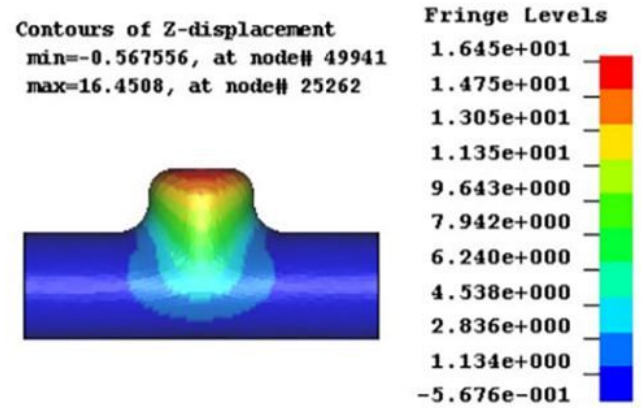 Contours of Z-displacement
min=-0.567556, at node# 49941
max=16.4508, at node# 25262
Fringe Levels
1.645e+001
1.475e+001
1.305e+001
1.135e+001
9.643e+000
7.942e+000
6.240e+000
4.538e+000
2.836e+000
1.134e+000
-5.676e-001